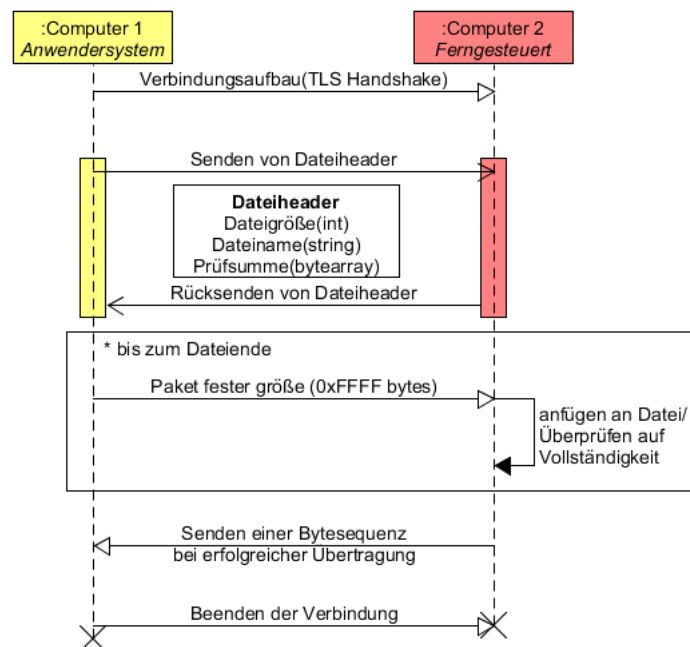 :Computer 1
Anwendersystem
:Computer 2
Ferngesteuert
Verbindungsaufbau(TLS Handshake)
Senden von Dateiheader
Dateiheader
Dateigröße(int)
Dateiname(string)
Prüfsumme(bytearray)
Rücksenden von Dateiheader
* bis zum Dateiende
Paket fester größe (0xFFFF bytes)
anfügen an Datei/
Überprüfen auf
Vollständigkeit
Senden einer Bytesequenz
bei erfolgreicher Übertragung
Beenden der Verbindung